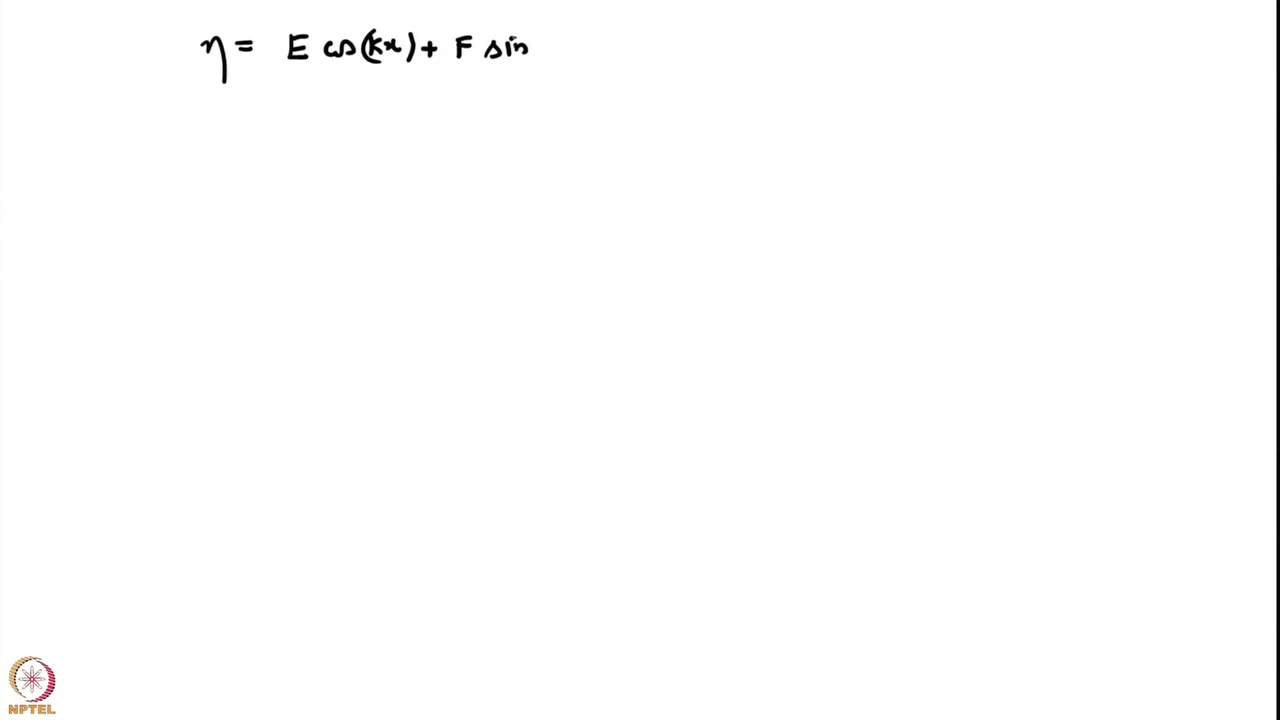 η = E cos(kx) + F sin
NPTEL